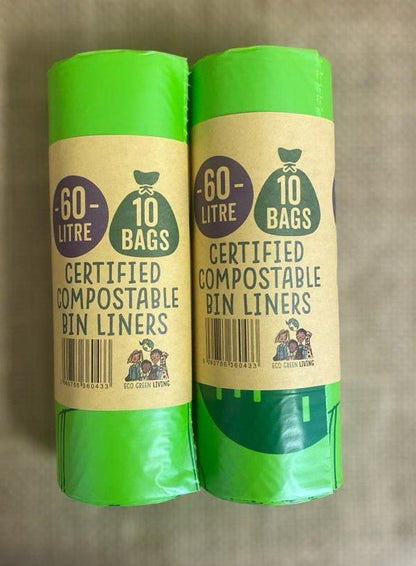 -60-
LITRE
10
BAGS
CERTIFIED
COMPOSTABLE
BIN LINERS
ECO GREEN LIVING
-60-
LITRE
10
BAGS
CERTIFIED
COMPOSTABLE
BIN LINERS
ECO GREEN LIVING